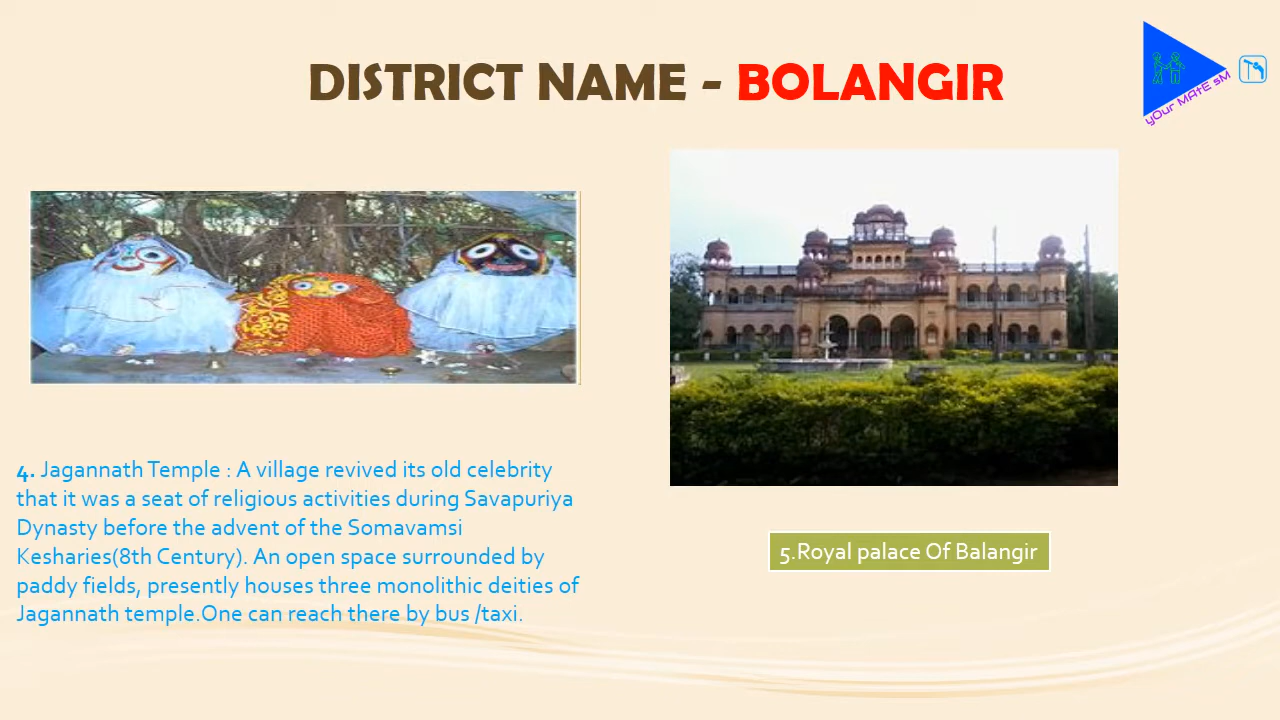 DISTRICT NAME - BOLANGIR
yOur MATE SM
4. Jagannath Temple : A village revived its old celebrity
that it was a seat of religious activities during Savapuriya
Dynasty before the advent of the Somavamsi
Kesharies(8th Century). An open space surrounded by
paddy fields, presently houses three monolithic deities of
Jagannath temple.One can reach there by bus /taxi.
5.Royal palace Of Balangir